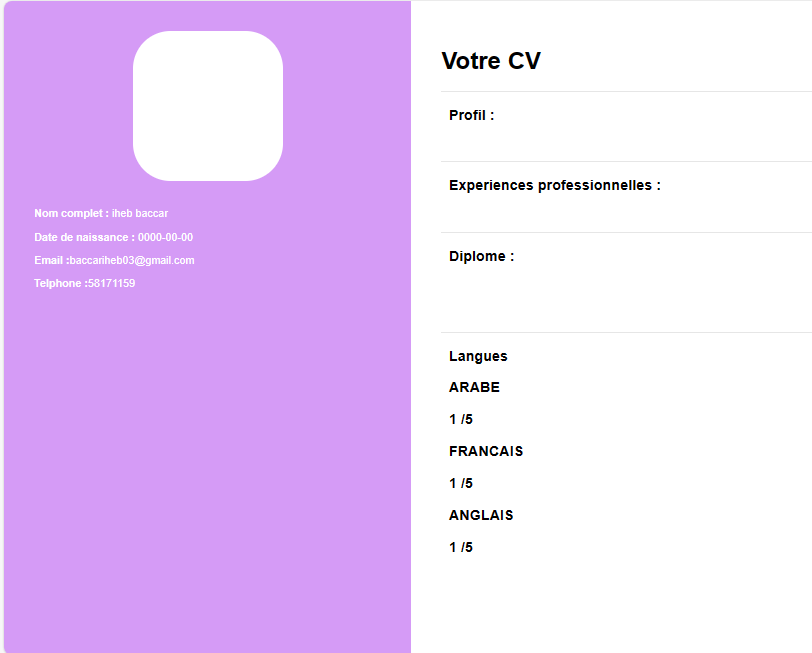 Nom complet : iheb baccar
Date de naissance : 0000-00-00
Email :baccariheb03@gmail.com
Telphone :58171159
Votre CV
Profil :
Experiences professionnelles :
Diplome :
Langues
ARABE
1 /5
FRANCAIS
1 /5
ANGLAIS
1 /5